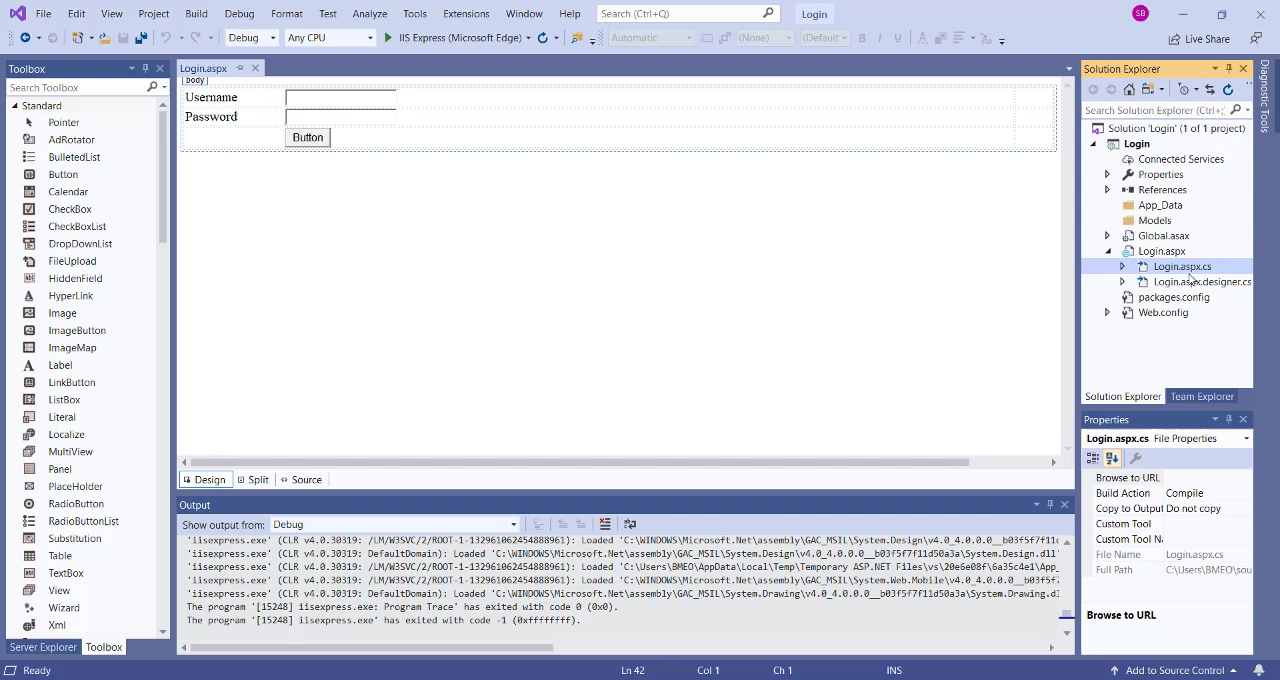 File Edit View Project Build Debug Format Test Analyze Tools Extensions Window Help Search (Ctrl+Q) Login SB
Debug Any CPU IIS Express (Microsoft Edge) Automatic (None) (Default B I U A Live Share
Toolbox
Search Toolbox
Standard
Pointer
AdRotator
BulletedList
Button
Calendar
CheckBox
CheckBoxList
DropDownList
FileUpload
HiddenField
HyperLink
Image
ImageButton
ImageMap
Label
LinkButton
ListBox
Literal
Localize
MultiView
Panel
PlaceHolder
RadioButton
RadioButtonList
Substitution
Table
TextBox
View
Wizard
Xml
Server Explorer Toolbox
Login.aspx
body
Username
Password
Button
Design Split Source
Output
Show output from: Debug
'iisexpress.exe' (CLR v4.0.30319: /LM/W3SVC/2/ROOT-1-132961062454888961): Loaded 'C:\WINDOWS\Microsoft.Net\assembly\GAC_MSIL\System.Design\v4.0_4.0.0.0__b03f5f7f11d50a3a\System.D:
'iisexpress.exe' (CLR v4.0.30319: DefaultDomain): Loaded 'C:\WINDOWS\Microsoft.Net\assembly\GAC_MSIL\System.Design\v4.0_4.0.0.0__b03f5f7f11d50a3a\System.Design.dll'
'iisexpress.exe' (CLR v4.0.30319: /LM/W3SVC/2/ROOT-1-132961062454888961): Loaded 'C:\Users\BMEO\AppData\Local\Temp\Temporary ASP.NET Files\vs\20e6e08f\6a35c4e1\App_
'iisexpress.exe' (CLR v4.0.30319: /LM/W3SVC/2/ROOT-1-132961062454888961): Loaded 'C:\WINDOWS\Microsoft.Net\assembly\GAC_MSIL\System.Web.Mobile\v4.0_4.0.0.0__b03f5f7
'iisexpress.exe' (CLR v4.0.30319: DefaultDomain): Loaded 'C:\WINDOWS\Microsoft.Net\assembly\GAC_MSIL\System.Drawing\v4.0_4.0.0.0__b03f5f7f11d50a3a\System.Drawing.dl
The program '[15248] iisexpress.exe: Program Trace' has exited with code 0 (0x0).
The program '[15248] iisexpress.exe' has exited with code -1 (0xffffffff).
Solution Explorer
Search Solution Explorer (Ctrl+;
Solution 'Login' (1 of 1 project)
Login
Connected Services
Properties
References
App_Data
Models
Global.asax
Login.aspx
Login.aspx.cs
Login.aspx.designer.cs
packages.config
Web.config
Solution Explorer Team Explorer
Properties
Login.aspx.cs File Properties
Browse to URL
Build Action Compile
Copy to Output Do not copy
Custom Tool
Custom Tool Na
File Name Login.aspx.cs
Full Path C:\Users\BMEO\sou
Browse to URL
Diagnostic Tools
Ready Ln 42 Col 1 Ch 1 INS Add to Source Control